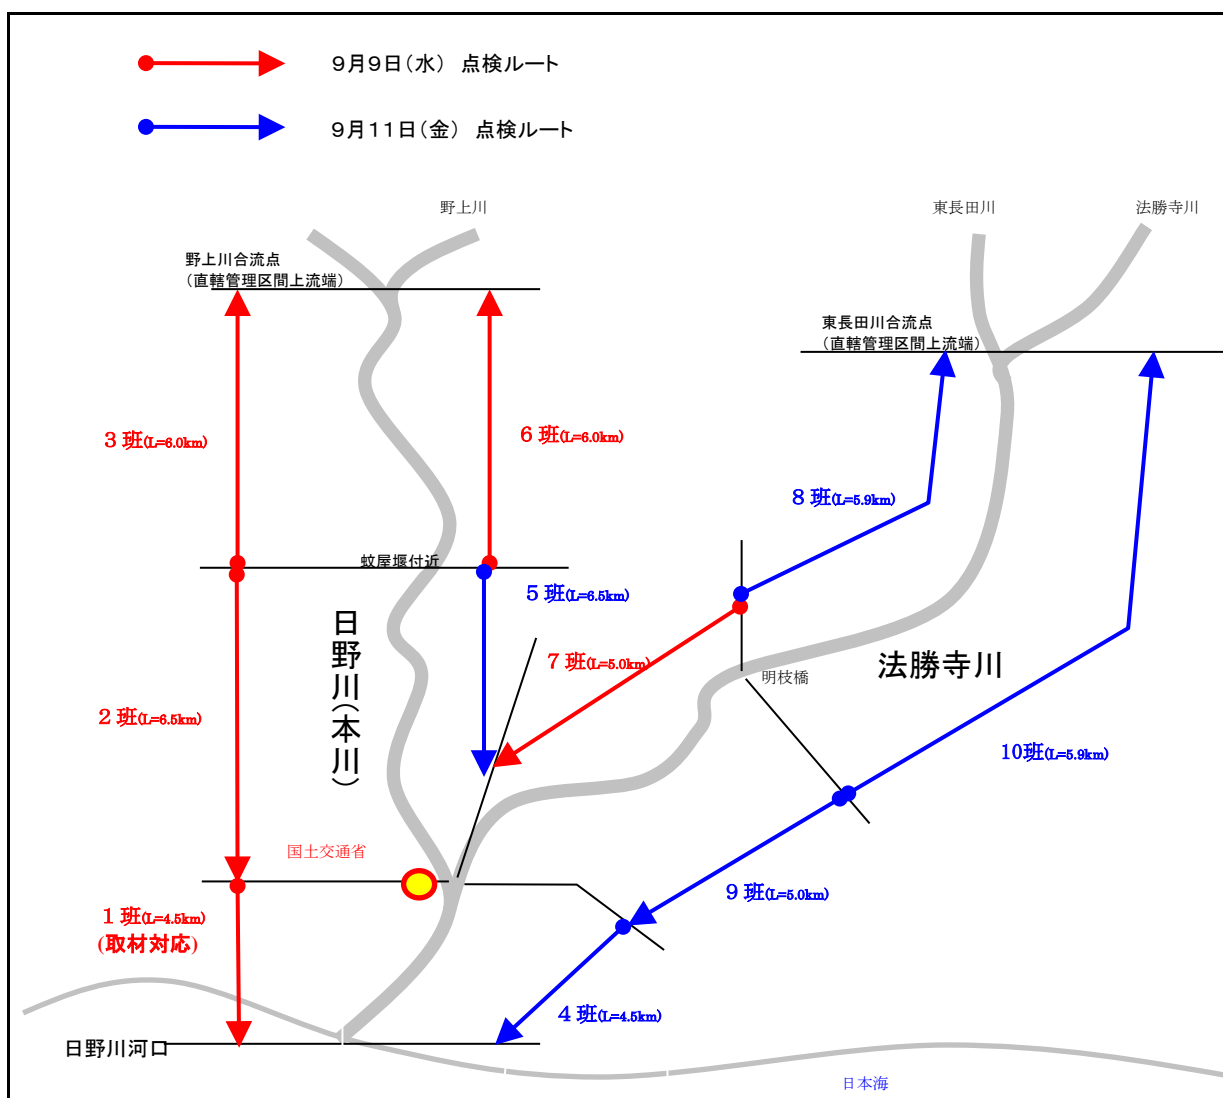 ９月９日（水） 点検ルート
９月１１日（金） 点検ルート
野上川
東長田川
法勝寺川
野上川合流点
（直轄管理区間上流端）
東長田川合流点
（直轄管理区間上流端）
３班(L=6.0km)
６班(L=6.0km)
８班(L=5.9km)
蚊屋堰付近
５班(L=6.5km)
日野川（本川）
７班(L=5.0km)
明枝橋
法勝寺川
２班(L=6.5km)
10班(L=5.9km)
国土交通省
９班(L=5.0km)
１班(L=4.5km)
(取材対応)
４班(L=4.5km)
日野川河口
日本海